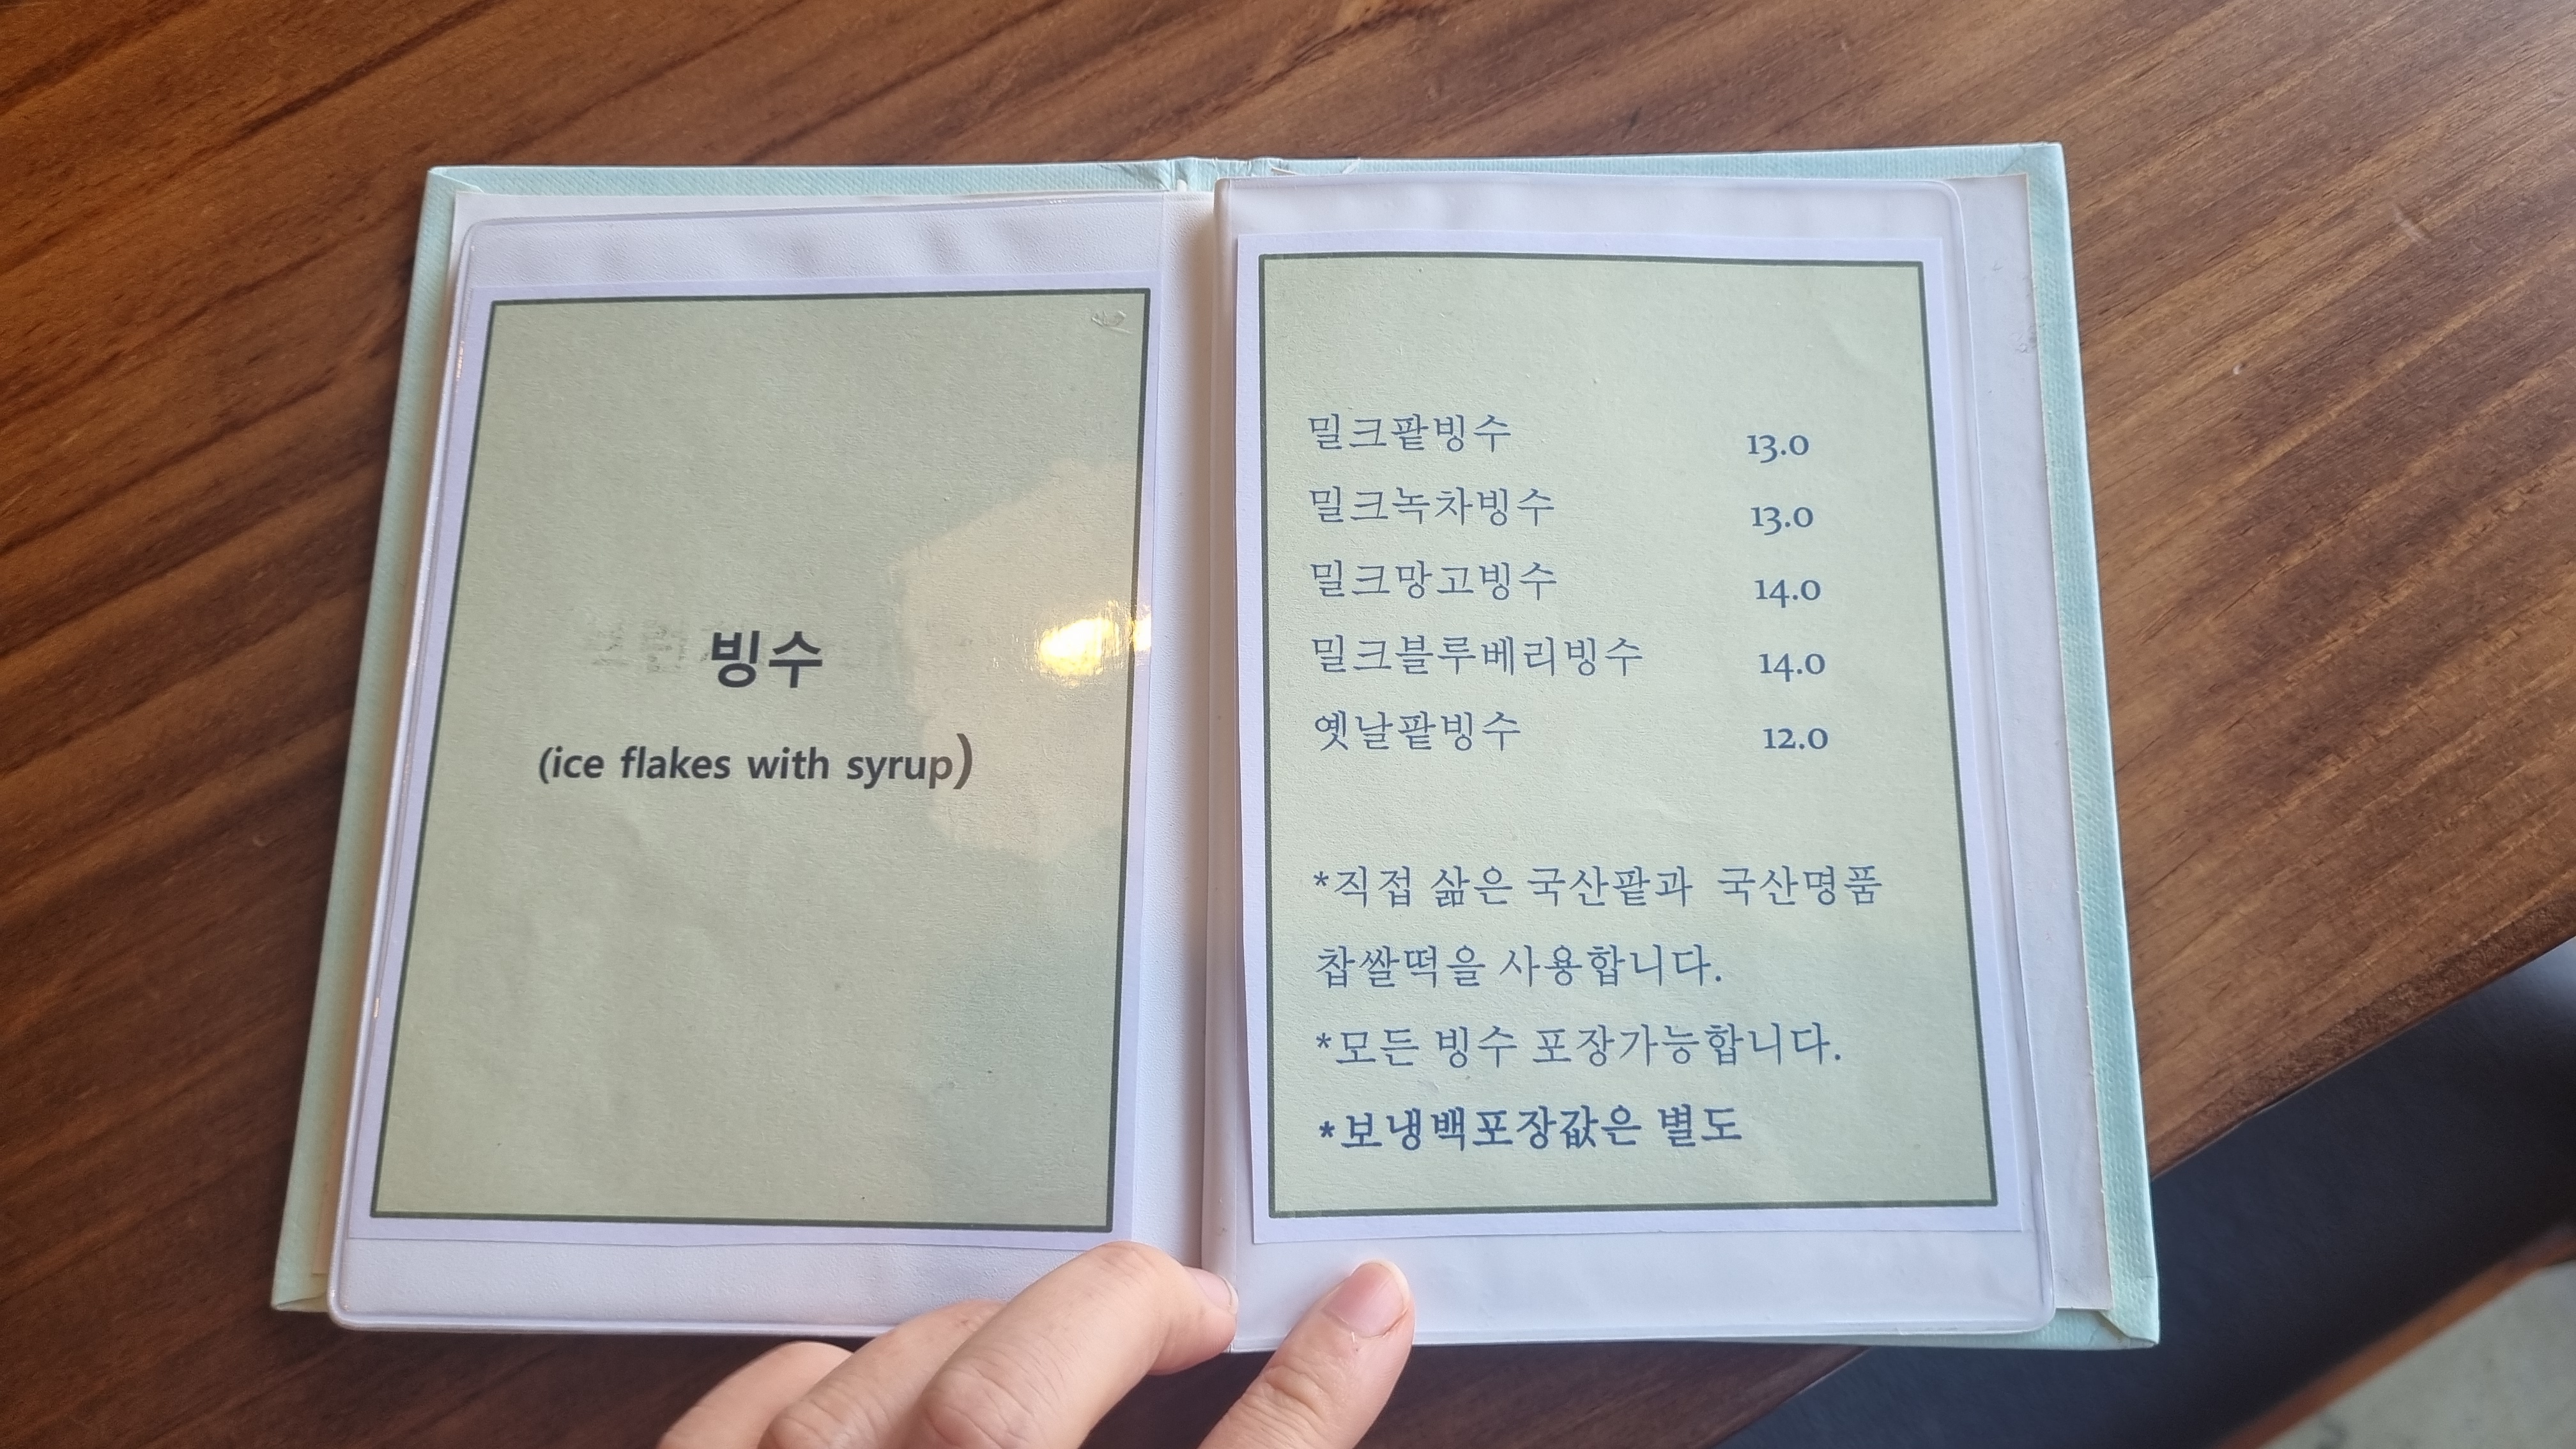 빙수
(ice flakes with syrup)
밀크팥빙수 13.0
밀크녹차빙수 13.0
밀크망고빙수 14.0
밀크블루베리빙수 14.0
옛날팥빙수 12.0
*직접 삶은 국산팥과 국산명품
찹쌀떡을 사용합니다.
*모든 빙수 포장가능합니다.
*보냉백포장값은 별도